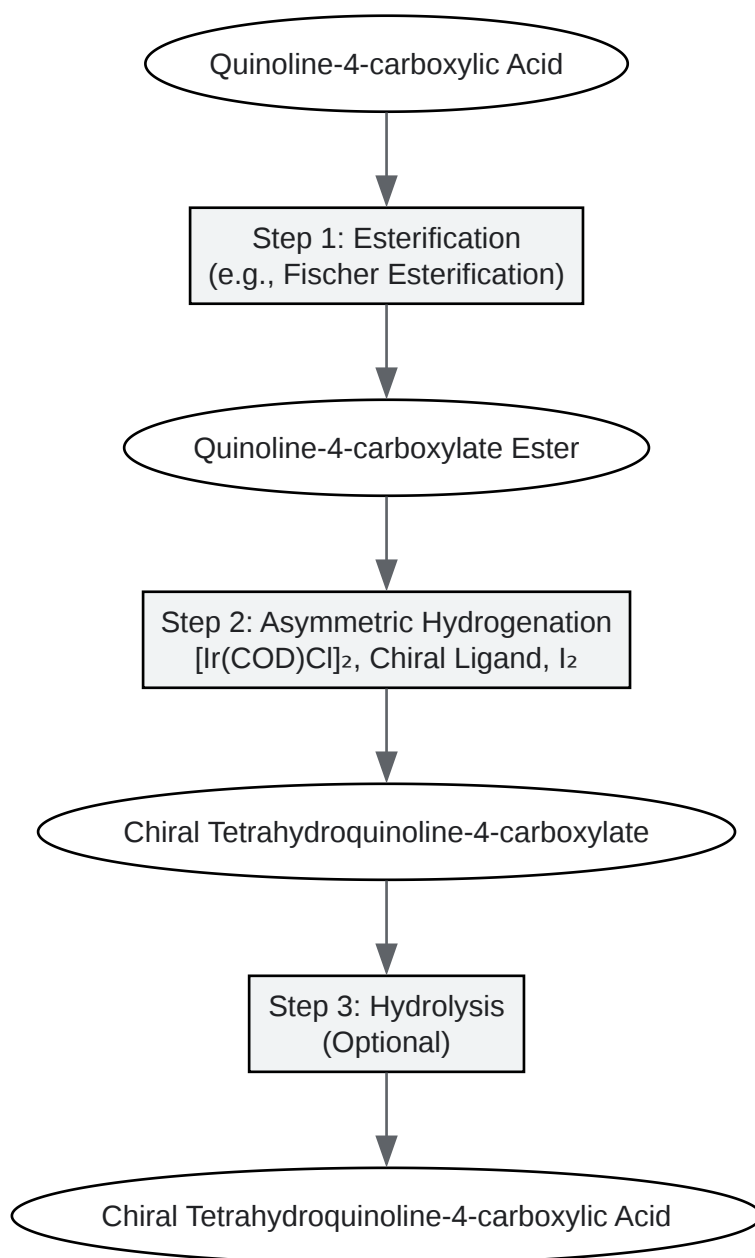 Quinoline-4-carboxylic Acid
Step 1: Esterification
(e.g., Fischer Esterification)
Quinoline-4-carboxylate Ester
Step 2: Asymmetric Hydrogenation
[Ir(COD)Cl]₂, Chiral Ligand, I₂
Chiral Tetrahydroquinoline-4-carboxylate
Step 3: Hydrolysis
(Optional)
Chiral Tetrahydroquinoline-4-carboxylic Acid